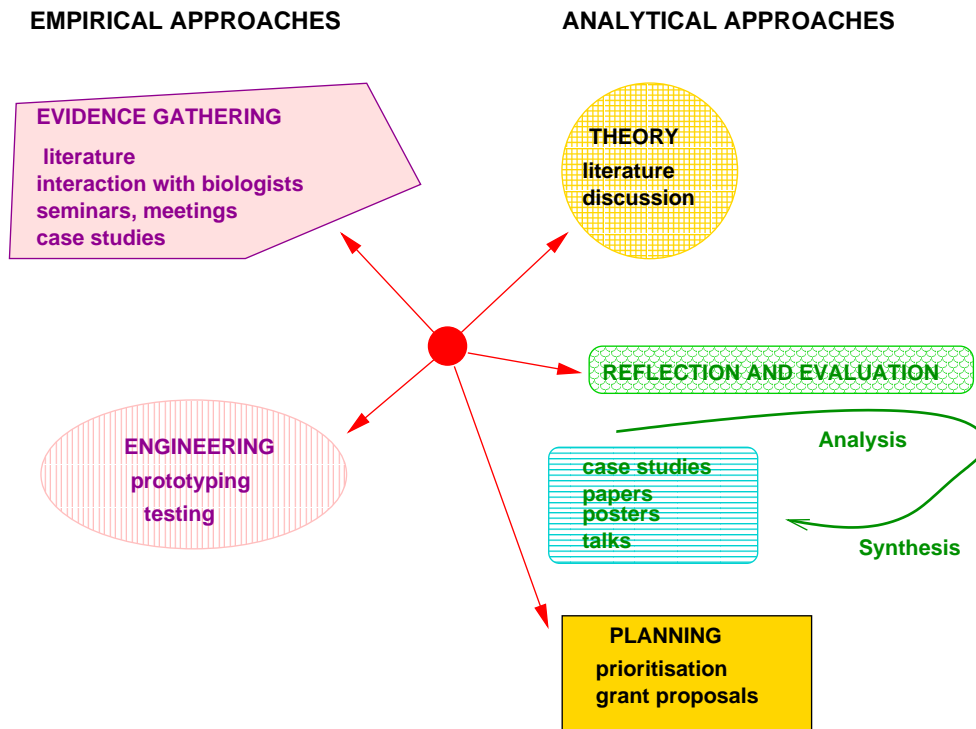 EMPIRICAL APPROACHES
ANALYTICAL APPROACHES
EVIDENCE GATHERING
literature
interaction with biologists
seminars, meetings
case studies
THEORY
literature
discussion
REFLECTION AND EVALUATION
Analysis
case studies
papers
posters
talks
Synthesis
ENGINEERING
prototyping
testing
PLANNING
prioritisation
grant proposals